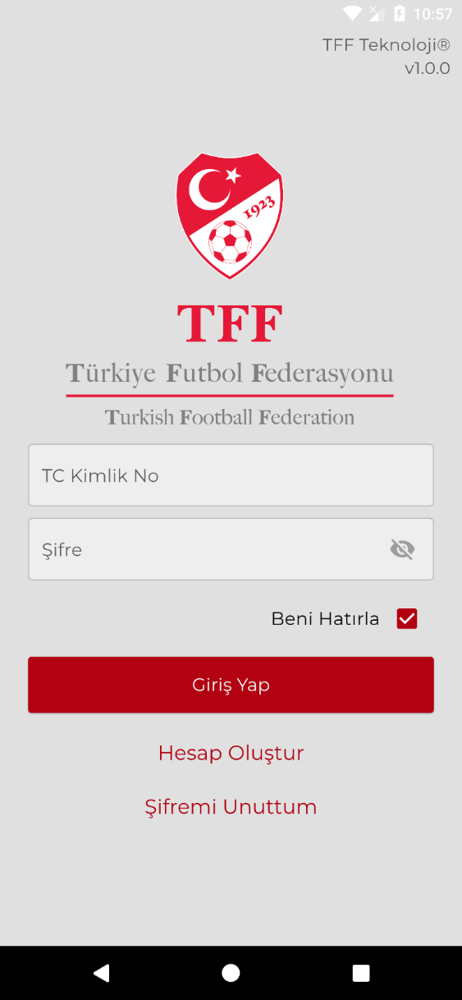 10:57
TFF Teknoloji®
v1.0.0
1923
TFF
Türkiye Futbol Federasyonu
Turkish Football Federation
TC Kimlik No
Şifre
Beni Hatırla
Giriş Yap
Hesap Oluştur
Şifremi Unuttum